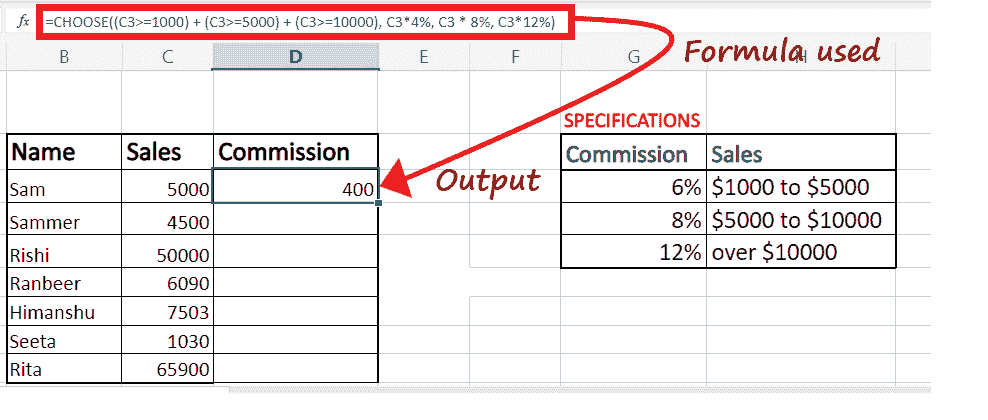 fx =CHOOSE((C3>=1000) + (C3>=5000) + (C3>=10000), C3*4%, C3 * 8%, C3*12%)
Formula used
B C D E F G H
SPECIFICATIONS
Name Sales Commission
Commission Sales
Sam 5000 400
Output
6% $1000 to $5000
Sammer 4500
8% $5000 to $10000
Rishi 50000
12% over $10000
Ranbeer 6090
Himanshu 7503
Seeta 1030
Rita 65900